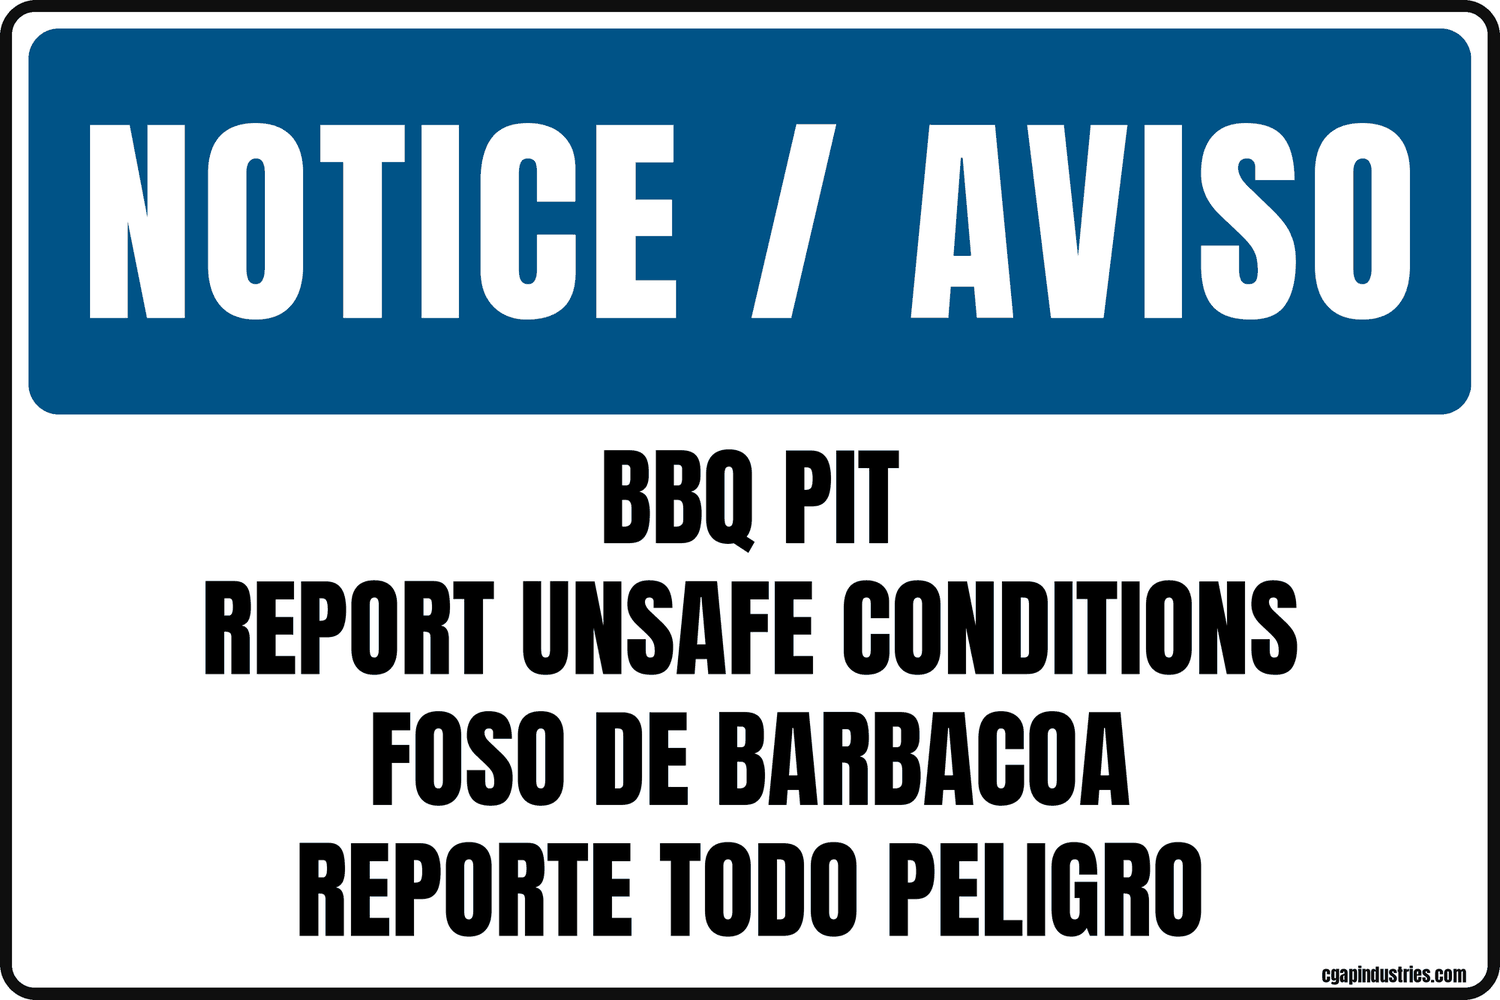 NOTICE / AVISO
BBQ PIT
REPORT UNSAFE CONDITIONS
FOSO DE BARBACOA
REPORTE TODO PELIGRO
cgapindustries.com